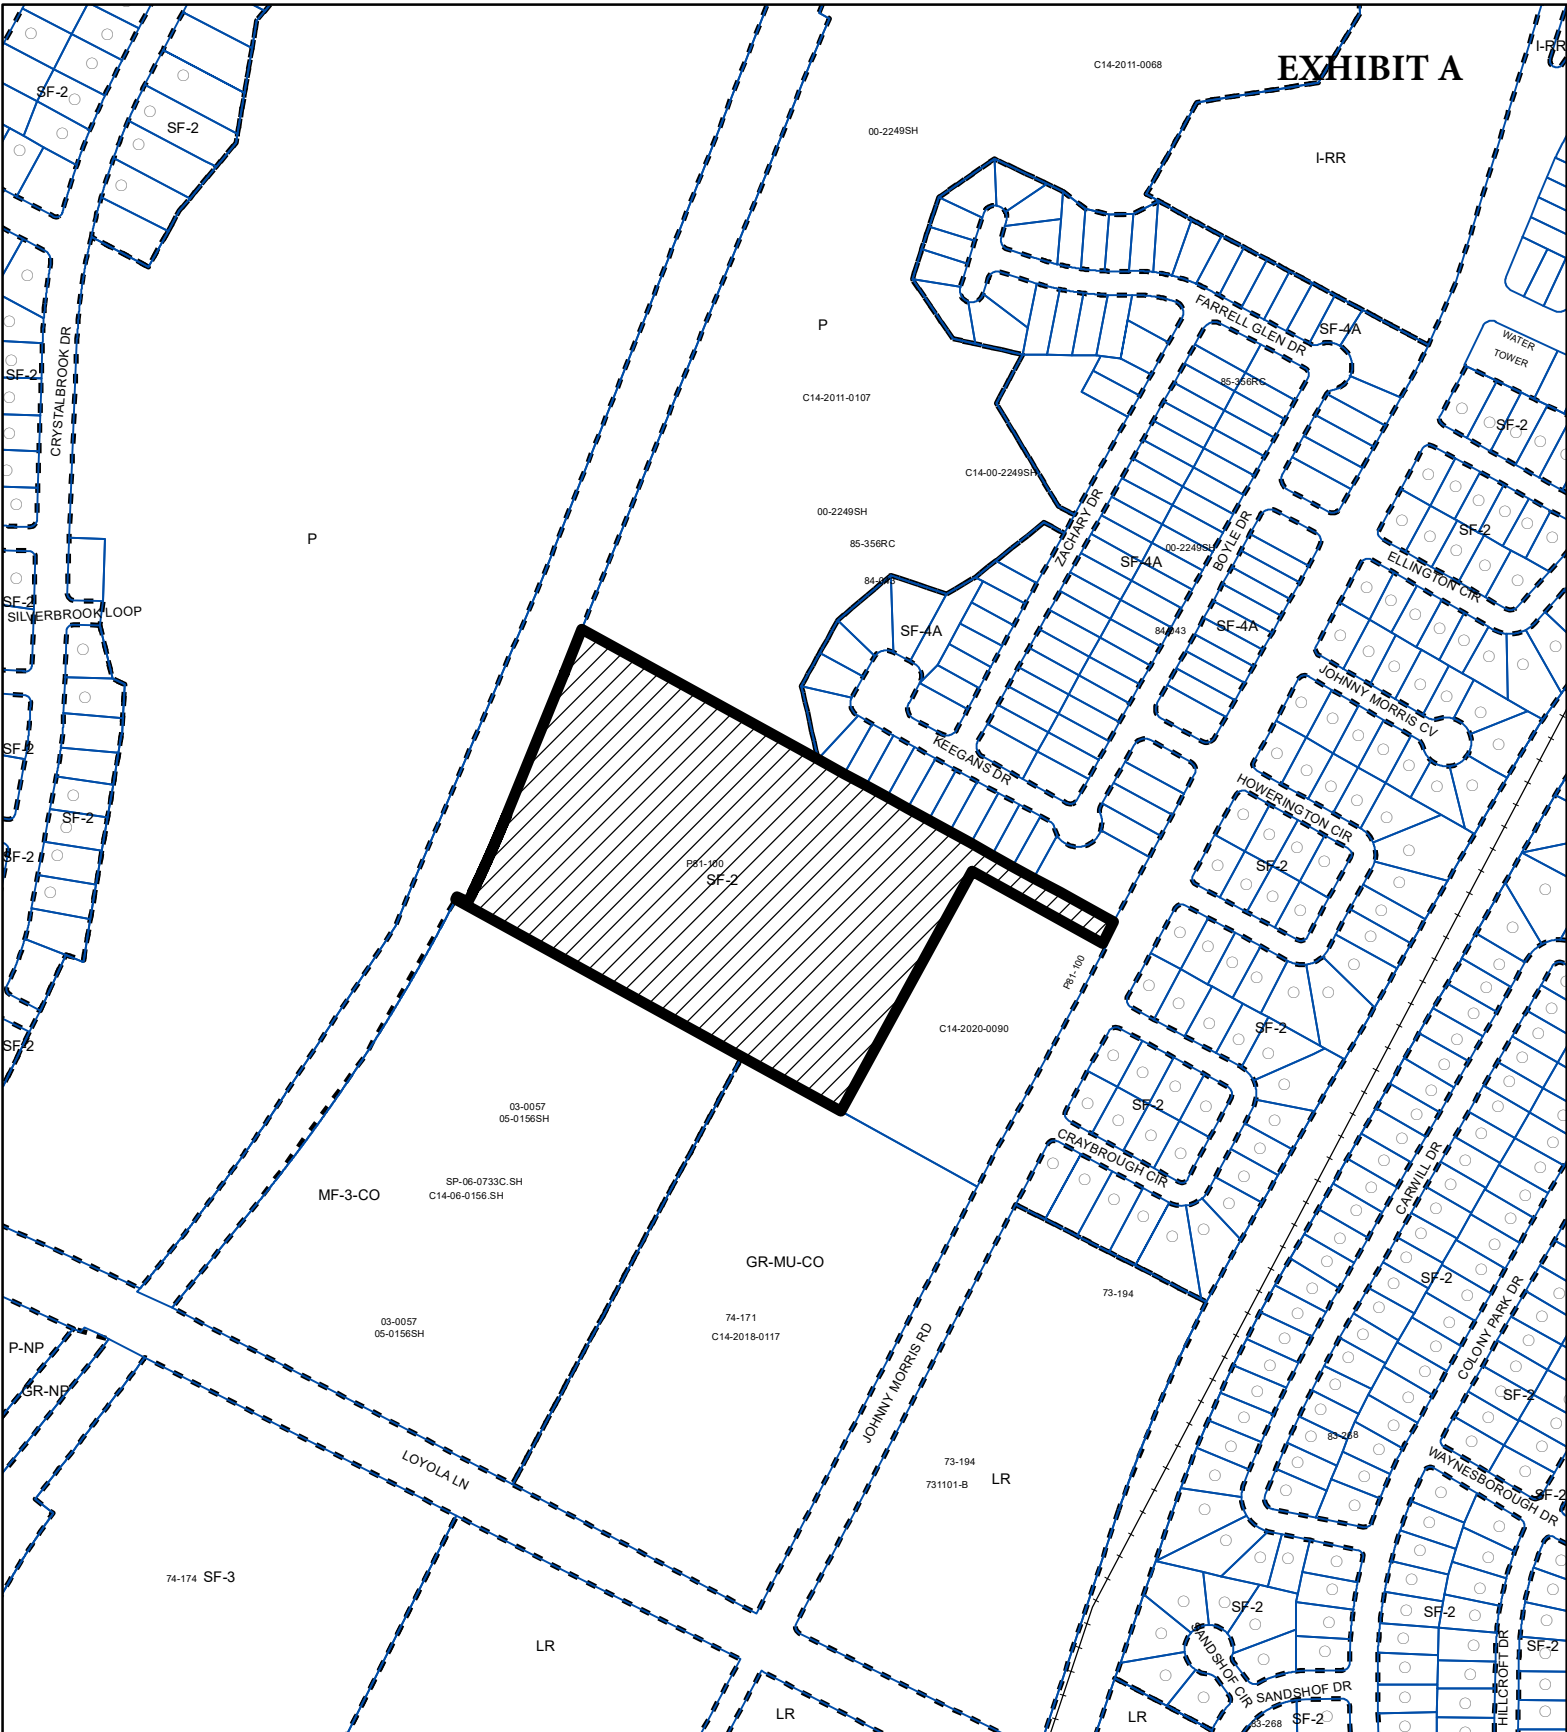 EXHIBIT A
I-RR
C14-2011-0068
SF-2
SF-2
00-2249SH
I-RR
FARRELL GLEN DR
SF-4A
P
WATER
TOWER
CRYSTALBROOK DR
SF-2
85-356RC
C14-2011-0107
SF-2
C14-00-2249SH
00-2249SH
ZACHARY DR
BOYLE DR
SF-2
P
85-356RC
00-2249SH
SF-4A
ELLINGTON CIR
84-043
SF-2
SILVERBROOK LOOP
SF-4A
84-043
SF-4A
JOHNNY MORRIS CV
SF-2
KEEGANS DR
HOWERINGTON CIR
SF-2
SF-2
P81-100
SF-2
SF-2
P81-100
C14-2020-0090
SF-2
SF-2
03-0057
05-0156SH
SF-2
CRAYBROUGH CIR
CARWILL DR
SP-06-0733C.SH
C14-06-0156.SH
MF-3-CO
GR-MU-CO
SF-2
73-194
COLONY PARK DR
03-0057
05-0156SH
74-171
C14-2018-0117
P-NP
JOHNNY MORRIS RD
GR-NP
SF-2
83-268
LOYOLA LN
73-194
731101-B
LR
WAYNESBOROUGH DR
SF-2
74-174
SF-3
SF-2
SF-2
LR
SANDSHOF CIR
HILLCROFT DR
SF-2
SANDSHOF DR
LR
LR
83-268
SF-2